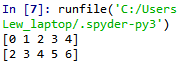 In [7]: runfile('C:/Users
Lew_laptop/.spyder-py3')
[0 1 2 3 4]
[2 3 4 5 6]